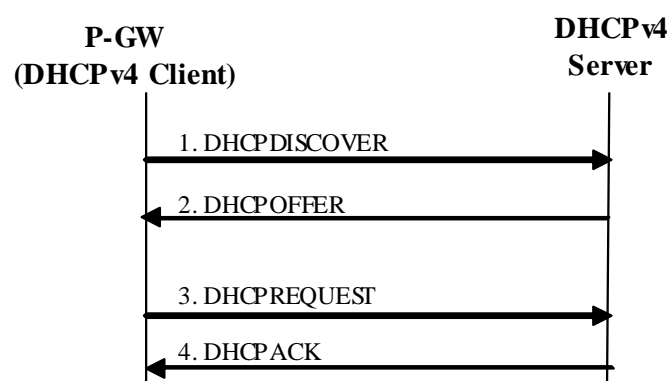 P-GW
(DHCPv4 Client)
DHCPv4
Server
1. DHCPDISCOVER
2. DHCPOFFER
3. DHCPREQUEST
4. DHCPACK